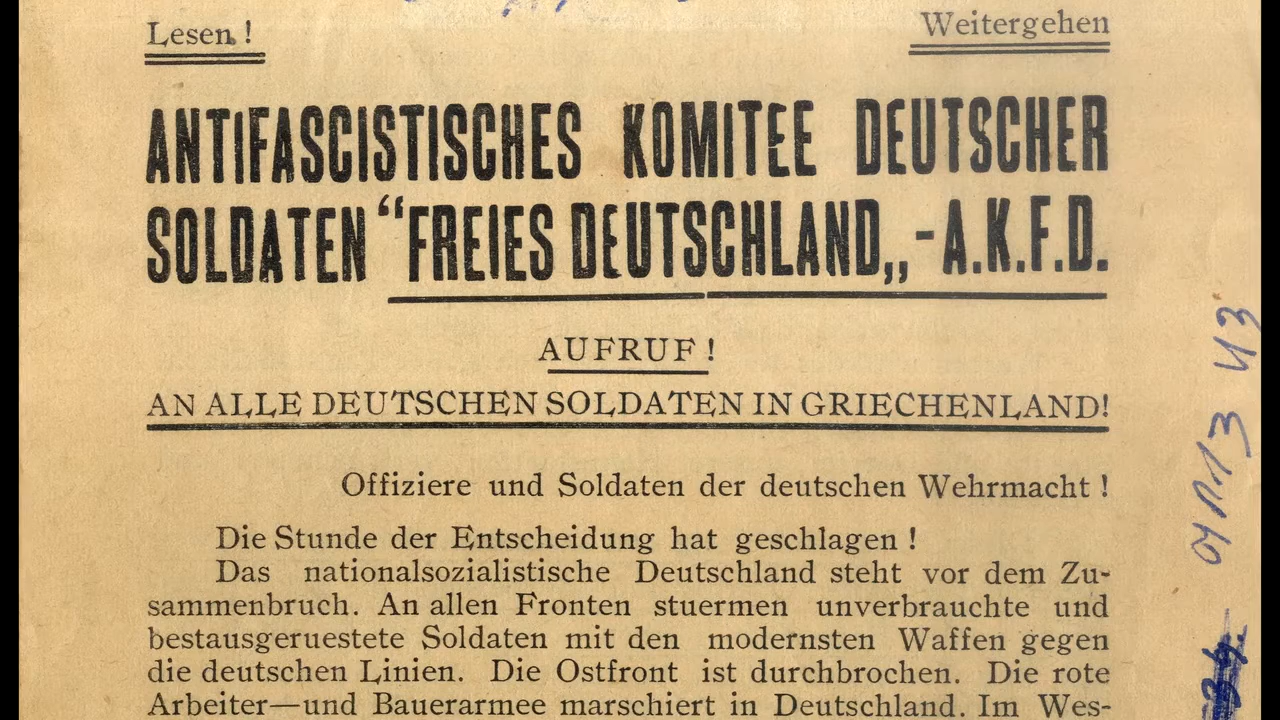 Lesen !
Weitergehen
ANTIFASCISTISCHES KOMITEE DEUTSCHER
SOLDATEN “FREIES DEUTSCHLAND„ -A.K.F.D.
AUFRUF !
AN ALLE DEUTSCHEN SOLDATEN IN GRIECHENLAND!
Offiziere und Soldaten der deutschen Wehrmacht !
Die Stunde der Entscheidung hat geschlagen !
Das nationalsozialistische Deutschland steht vor dem Zu-
sammenbruch. An allen Fronten stuermen unverbrauchte und
bestausgeruestete Soldaten mit den modernsten Waffen gegen
die deutschen Linien. Die Ostfront ist durchbrochen. Die rote
Arbeiter—und Bauerarmee marschiert in Deutschland. Im Wes-